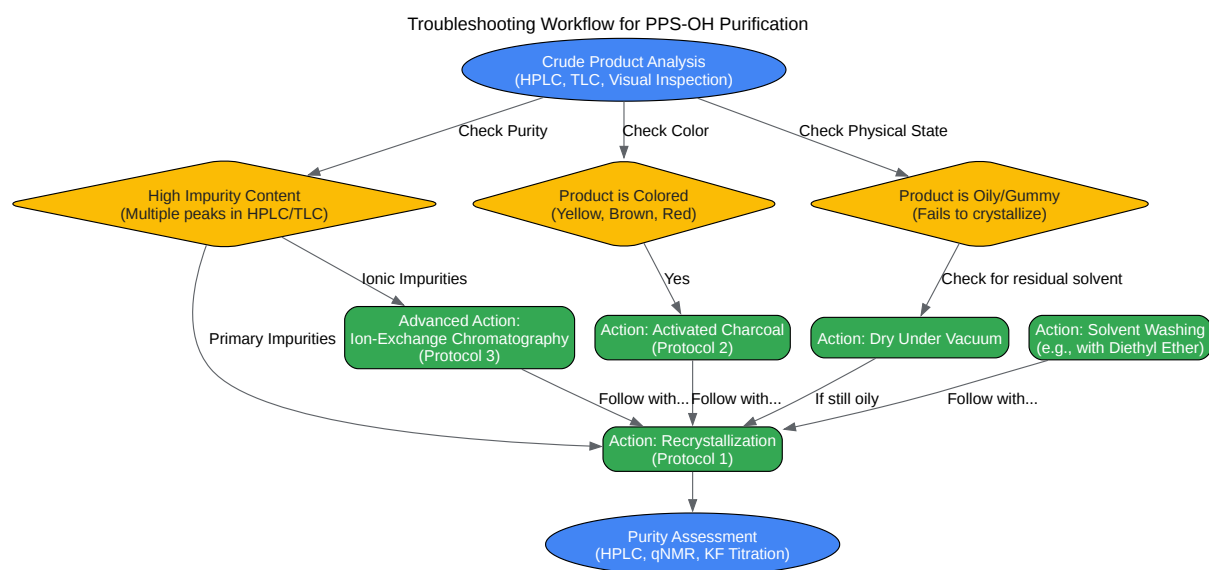 Troubleshooting Workflow for PPS-OH Purification
Crude Product Analysis
(HPLC, TLC, Visual Inspection)
Check Purity
Check Color
Check Physical State
High Impurity Content
(Multiple peaks in HPLC/TLC)
Product is Colored
(Yellow, Brown, Red)
Product is Oily/Gummy
(Fails to crystallize)
Ionic Impurities
Yes
Check for residual solvent
Primary Impurities
Advanced Action:
Ion-Exchange Chromatography
(Protocol 3)
Action: Activated Charcoal
(Protocol 2)
Action: Dry Under Vacuum
Action: Solvent Washing
(e.g., with Diethyl Ether)
Follow with...
Follow with...
If still oily
Follow with...
Action: Recrystallization
(Protocol 1)
Purity Assessment
(HPLC, qNMR, KF Titration)